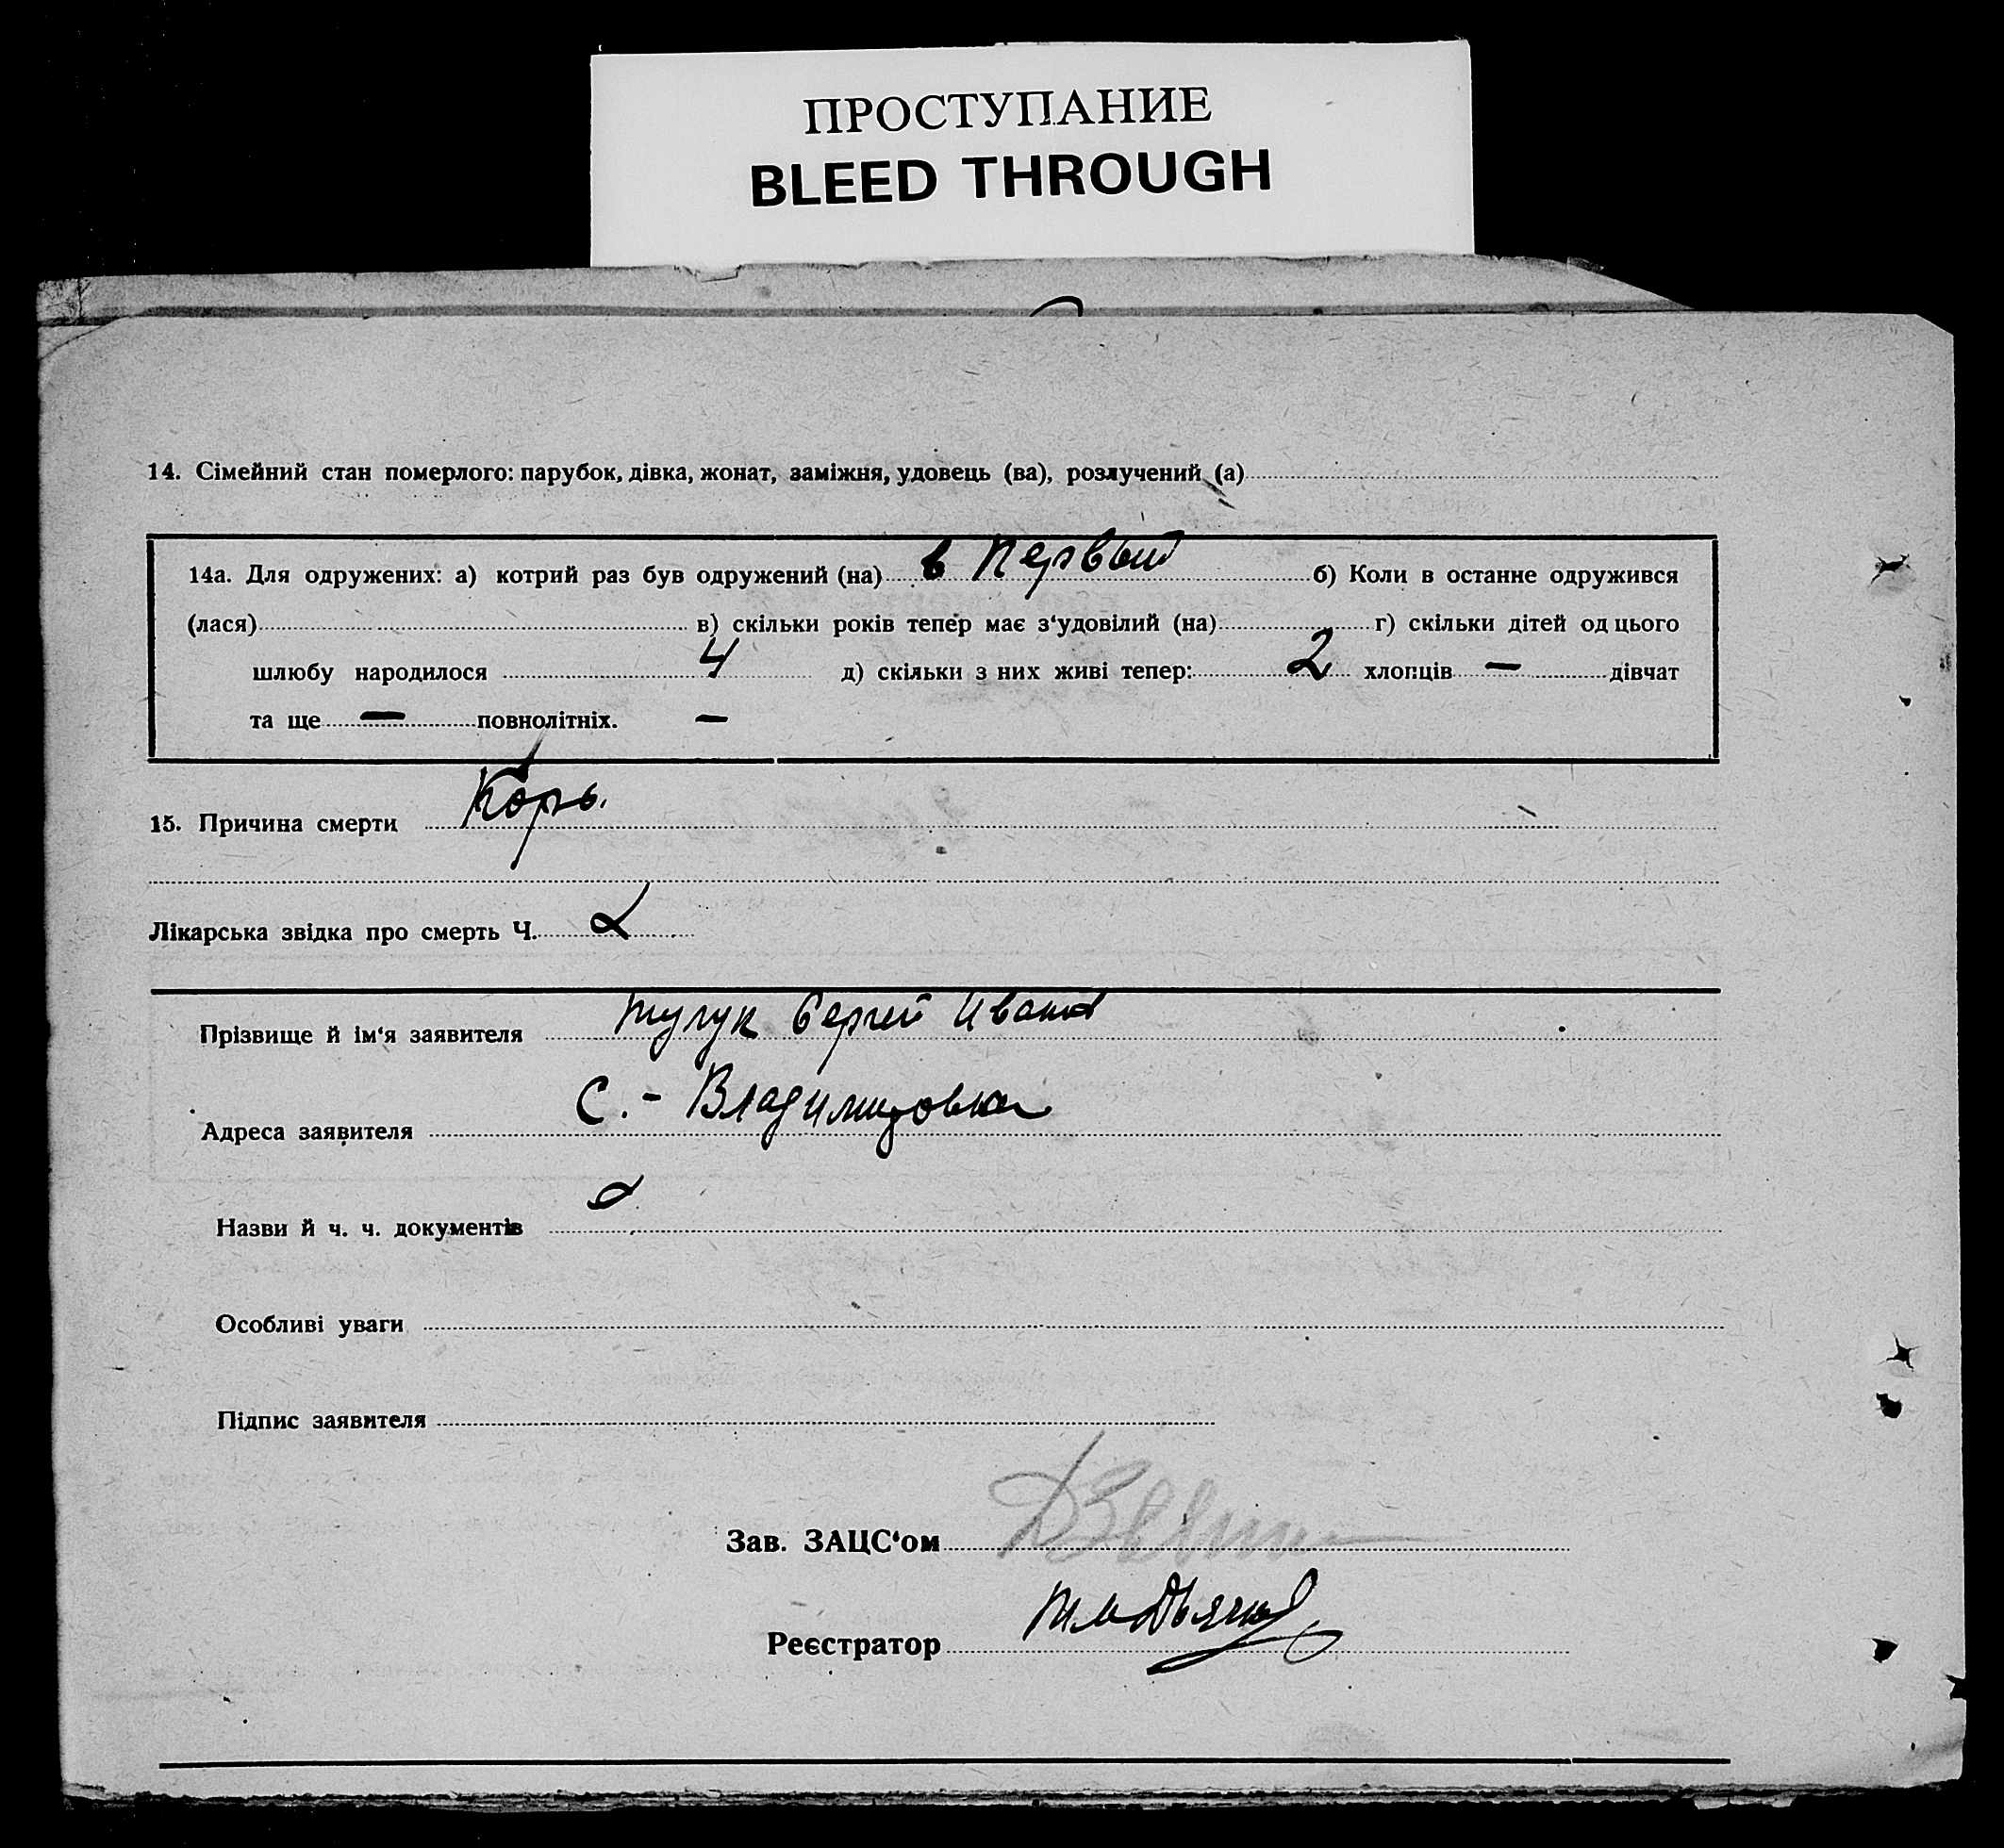 ПРОСТУПАНИЕ
BLEED THROUGH
14. Сімейний стан померлого: парубок, дівка, жонат, заміжня, удовець (ва), розлучений (а)
14а. Для одружених: а) котрий раз був одружений (на) в Первый б) Коли в останнє одружився
(лася) в) скільки років тепер має з‘удовілий (на) г) скільки дітей од цього
шлюбу народилося 4 д) скільки з них живі тепер: 2 хлопців — дівчат
та ще — повнолітніх. —
15. Причина смерти Корь.
Лікарська звідка про смерть Ч.
Прізвище й ім‘я заявителя Сергей Иванов
Адреса заявителя С. - Владимировка
Назви й ч. ч. документів
Особливі уваги
Підпис заявителя
Зав. ЗАЦС‘ом
Реєстратор